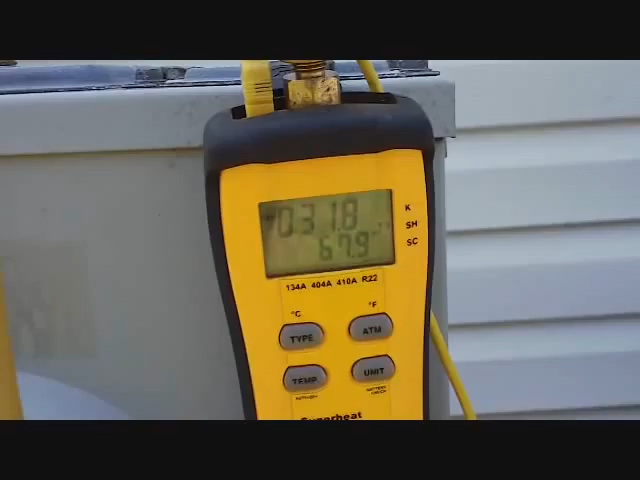 031.8
67.9
K
SH
SC
134A 404A 410A R22
°C °F
TYPE ATM
TEMP UNIT
Superheat